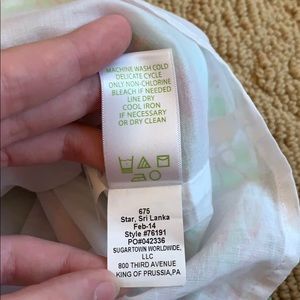 MACHINE WASH COLD
DELICATE CYCLE
ONLY NON-CHLORINE
BLEACH IF NEEDED
LINE DRY
COOL IRON
IF NECESSARY
OR DRY CLEAN
675
Star, Sri Lanka
Feb-14
Style #76191
PO#042336
SUGARTOWN WORLDWIDE,
LLC
800 THIRD AVENUE
KING OF PRUSSIA,PA